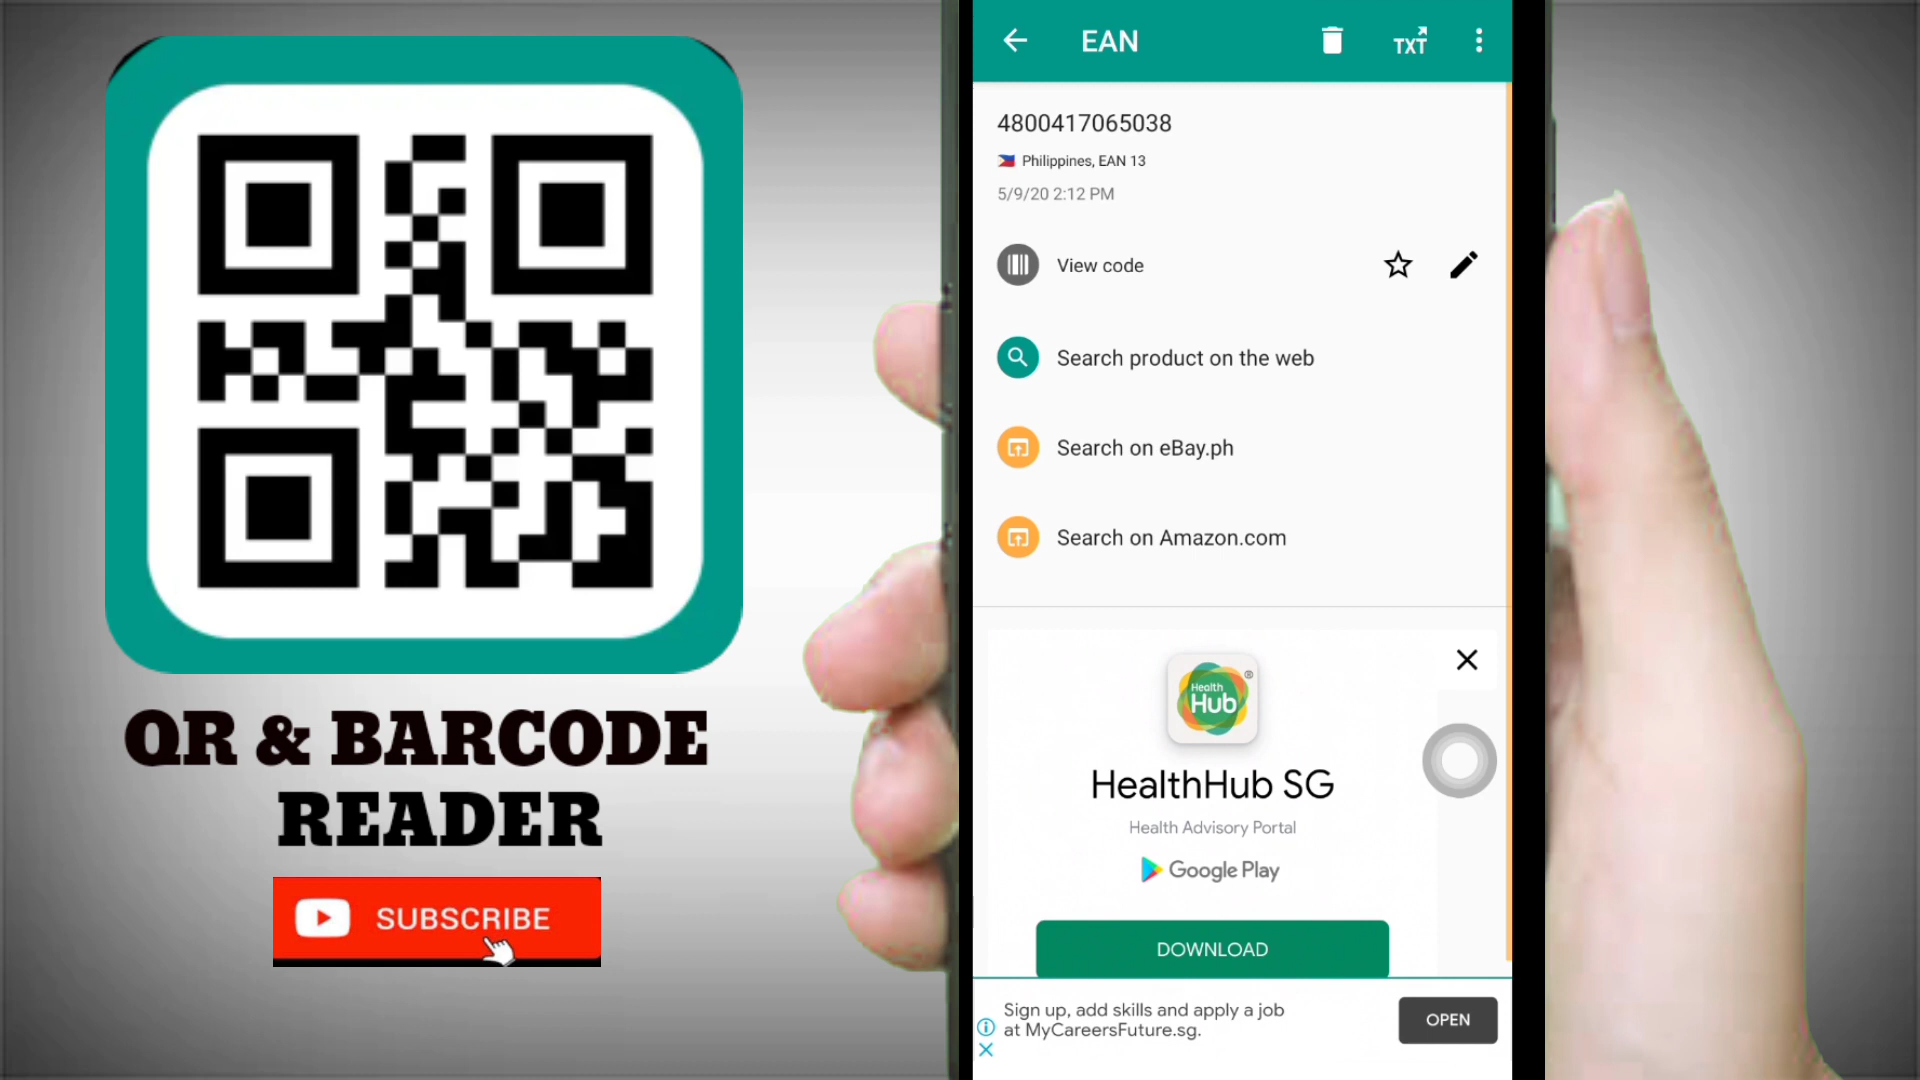 QR & BARCODE
READER
SUBSCRIBE
EAN
TXT
4800417065038
Philippines, EAN 13
5/9/20 2:12 PM
View code
Search product on the web
Search on eBay.ph
Search on Amazon.com
Health
Hub
®
HealthHub SG
Health Advisory Portal
Google Play
DOWNLOAD
Sign up, add skills and apply a job
at MyCareersFuture.sg.
OPEN